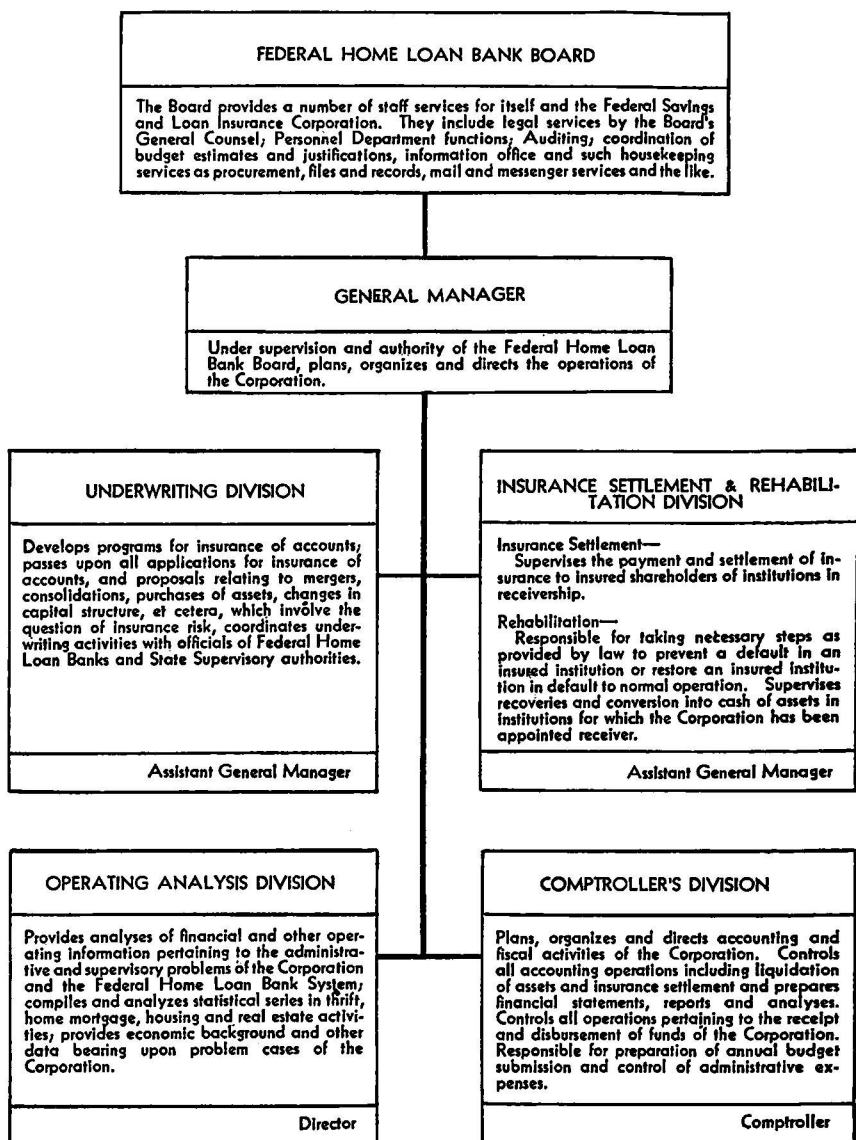 FEDERAL HOME LOAN BANK BOARD
The Board provides a number of staff services for itself and the Federal Savings
and Loan Insurance Corporation. They include legal services by the Board's
General Counsel; Personnel Department functions; Auditing; coordination of
budget estimates and justifications, information office and such housekeeping
services as procurement, files and records, mail and messenger services and the like.
GENERAL MANAGER
Under supervision and authority of the Federal Home Loan
Bank Board, plans, organizes and directs the operations of
the Corporation.
UNDERWRITING DIVISION
Develops programs for insurance of accounts;
passes upon all applications for insurance of
accounts, and proposals relating to mergers,
consolidations, purchases of assets, changes in
capital structure, et cetera, which involve the
question of insurance risk, coordinates under-
writing activities with officials of Federal Home
Loan Banks and State Supervisory authorities.
Assistant General Manager
INSURANCE SETTLEMENT & REHABILI-
TATION DIVISION
Insurance Settlement—
Supervises the payment and settlement of in-
surance to insured shareholders of institutions in
receivership.
Rehabilitation—
Responsible for taking necessary steps as
provided by law to prevent a default in an
insured institution or restore an insured institu-
tion in default to normal operation. Supervises
recoveries and conversion into cash of assets in
institutions for which the Corporation has been
appointed receiver.
Assistant General Manager
OPERATING ANALYSIS DIVISION
Provides analyses of financial and other oper-
ating information pertaining to the administra-
tive and supervisory problems of the Corporation
and the Federal Home Loan Bank System;
compiles and analyzes statistical series in thrift,
home mortgage, housing and real estate activi-
ties; provides economic background and other
data bearing upon problem cases of the
Corporation.
Director
COMPTROLLER'S DIVISION
Plans, organizes and directs accounting and
fiscal activities of the Corporation. Controls
all accounting operations including liquidation
of assets and insurance settlement and prepares
financial statements, reports and analyses.
Controls all operations pertaining to the receipt
and disbursement of funds of the Corporation.
Responsible for preparation of annual budget
submission and control of administrative ex-
penses.
Comptroller